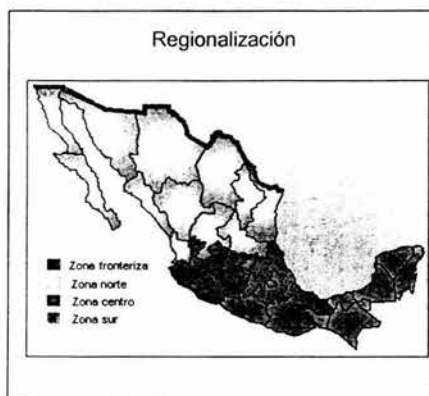 Regionalización
Zona fronteriza
Zona norte
Zona centro
Zona sur